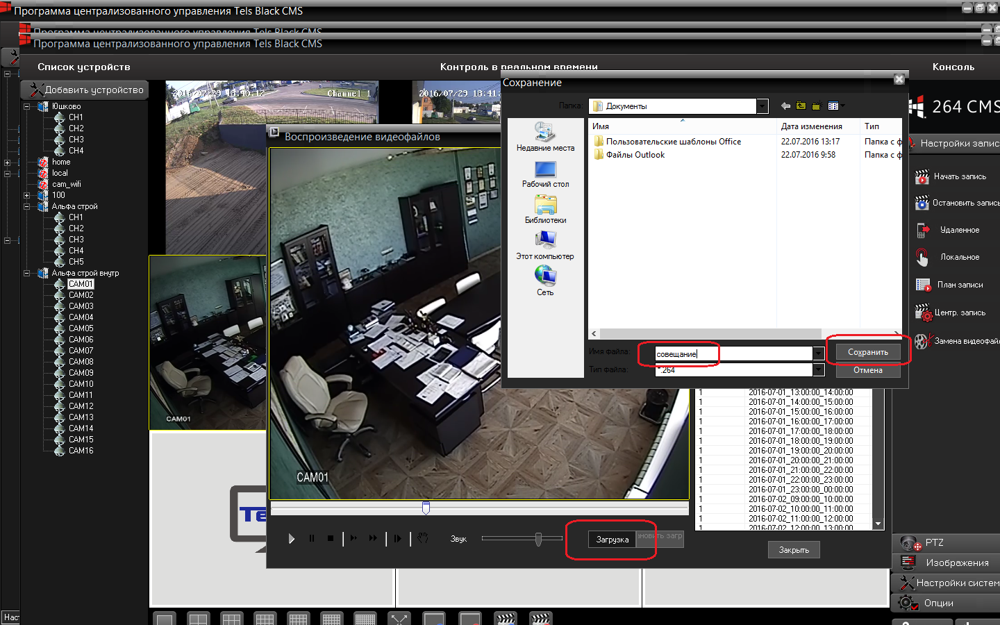 Программа централизованного управления Tels Black CMS
Программа централизованного управления Tels Black CMS
Программа централизованного управления Tels Black CMS
Список устройств
Контроль в реальном времени
Консоль
Добавить устройство
Юшково
CH1
CH2
CH3
CH4
home
local
cam_wifi
100
Альфа строй
CH1
CH2
CH3
CH4
CH5
Альфа строй внутр
CAM01
CAM02
CAM03
CAM04
CAM05
CAM06
CAM07
CAM08
CAM09
CAM10
CAM11
CAM12
CAM13
CAM14
CAM15
CAM16
Channel 1
2016/07/29 18:41:
CAM01
Воспроизведение видеофайлов
CAM01
Звук
Загрузка
Закрыть
Сохранение
Папка:
Документы
Недавние места
Рабочий стол
Библиотеки
Этот компьютер
Сеть
Имя
Дата изменения
Тип
Пользовательские шаблоны Office
22.07.2016 13:17
Папка с ф
Файлы Outlook
22.07.2016 9:58
Папка с ф
Имя файла:
совещание
Сохранить
Тип файла:
*.264
Отмена
1 2016-07-01_13:00:00_14:00:00
1 2016-07-01_14:00:00_15:00:00
1 2016-07-01_15:00:00_16:00:00
1 2016-07-01_16:00:00_17:00:00
1 2016-07-01_17:00:00_18:00:00
1 2016-07-01_18:00:00_19:00:00
1 2016-07-01_19:00:00_20:00:00
1 2016-07-01_20:00:00_21:00:00
1 2016-07-01_21:00:00_22:00:00
1 2016-07-01_22:00:00_23:00:00
1 2016-07-01_23:00:00_00:00:00
1 2016-07-02_09:00:00_10:00:00
1 2016-07-02_10:00:00_11:00:00
1 2016-07-02_11:00:00_12:00:00
1 2016-07-02_12:00:00_13:00:00
264 CMS
Настройки запис
Начать запись
Остановить запись
Удаленное
Локальное
План записи
Центр. запись
Замена видеофайл
PTZ
Изображения
Настройки систем
Опции
Нас